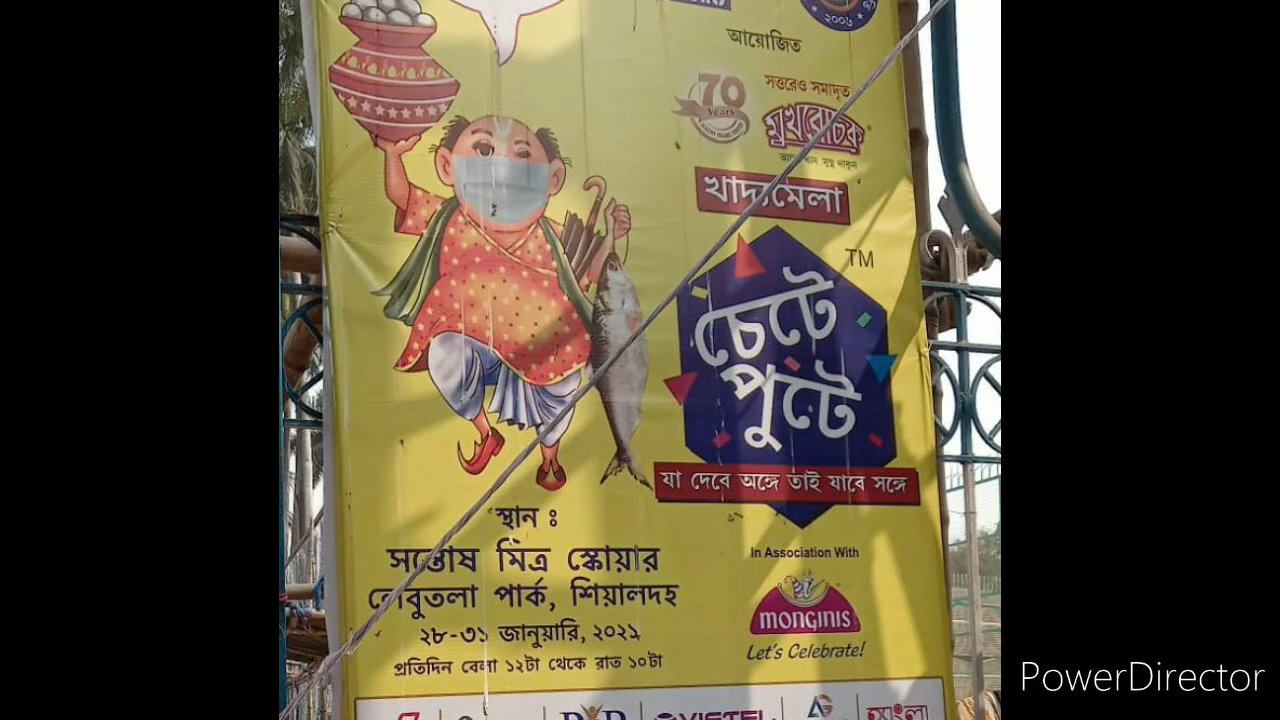 ২০০৬
আয়োজিত
70
Years
সত্তরেও সমাদৃত
মুখরোচক
খাদ্যমেলা
TM
চেটে
পুটে
যা দেবে অঙ্গে তাই যাবে সঙ্গে
স্থান :
সন্তোষ মিত্র স্কোয়ার
লেবুতলা পার্ক, শিয়ালদহ
২৮-৩১ জানুয়ারি, ২০২১
প্রতিদিন বেলা ১২টা থেকে রাত ১০টা
In Association With
MONGINIS
Let's Celebrate!
PowerDirector